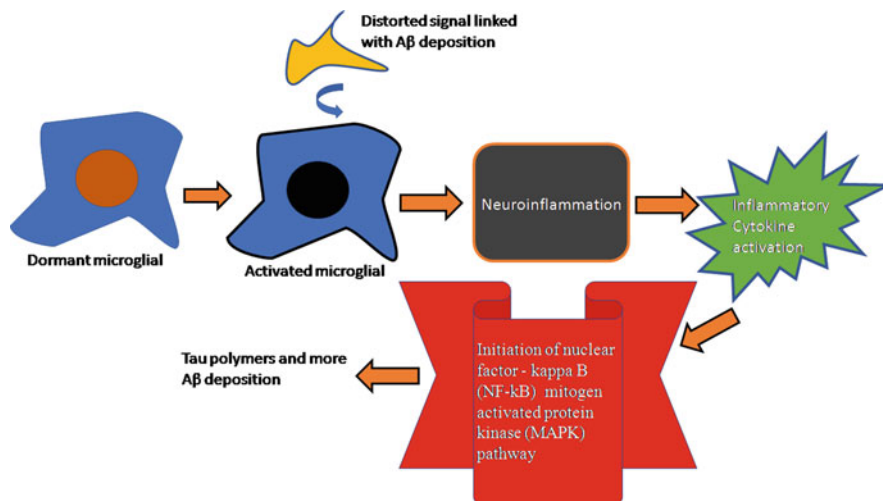 Distorted signal linked
with Aβ deposition
Dormant microglial
Activated microglial
Neuroinflammation
Inflammatory
Cytokine
activation
Initiation of nuclear
factor - kappa B
(NF-kB) mitogen
activated protein
kinase (MAPK)
pathway
Tau polymers and more
Aβ deposition